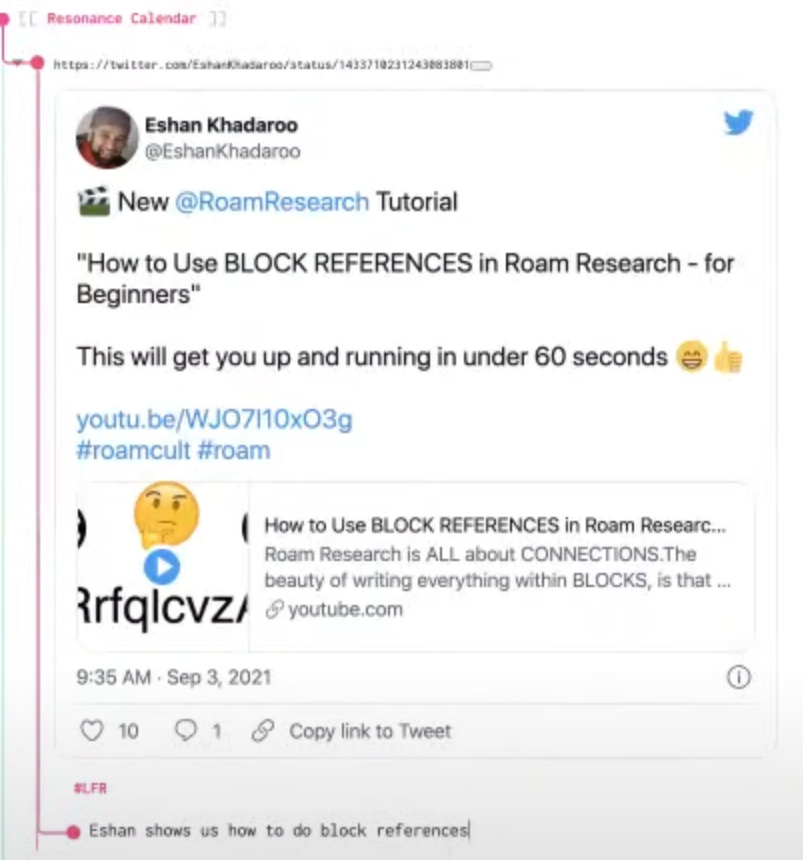 [[ Resonance Calendar ]]
https://twitter.com/EshanKhadaroo/status/1433710231243083801
Eshan Khadaroo
@EshanKhadaroo
🎬 New @RoamResearch Tutorial
"How to Use BLOCK REFERENCES in Roam Research - for
Beginners"
This will get you up and running in under 60 seconds 😄👍
youtu.be/WJO7l10xO3g
#roamcult #roam
How to Use BLOCK REFERENCES in Roam Researc...
Roam Research is ALL about CONNECTIONS.The
beauty of writing everything within BLOCKS, is that ...
youtube.com
RrfqlcvzA
9:35 AM · Sep 3, 2021
10 1 Copy link to Tweet
#LFR
Eshan shows us how to do block references